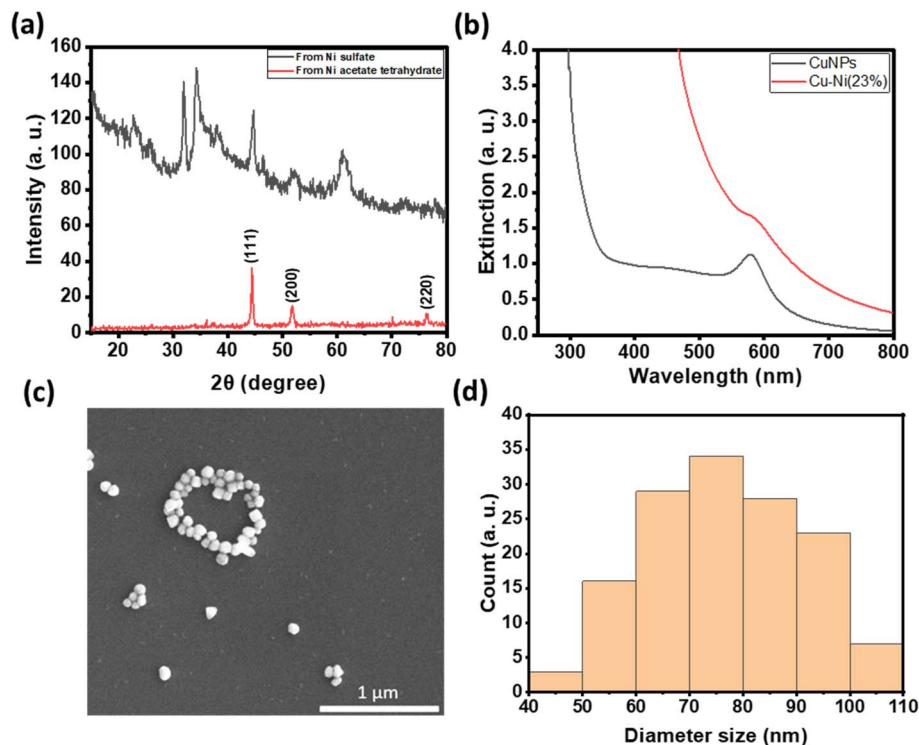 (a)
160
140
120
100
80
60
40
20
0
Intensity (a. u.)
From Ni sulfate
From Ni acetate tetrahydrate
(111)
(200)
(220)
20 30 40 50 60 70 80
2θ (degree)
(b)
4.0
3.5
3.0
2.5
2.0
1.5
1.0
0.5
0.0
Extinction (a. u.)
CuNPs
Cu-Ni(23%)
300 400 500 600 700 800
Wavelength (nm)
(c)
1 μm
(d)
40
35
30
25
20
15
10
5
0
Count (a. u.)
40 50 60 70 80 90 100 110
Diameter size (nm)